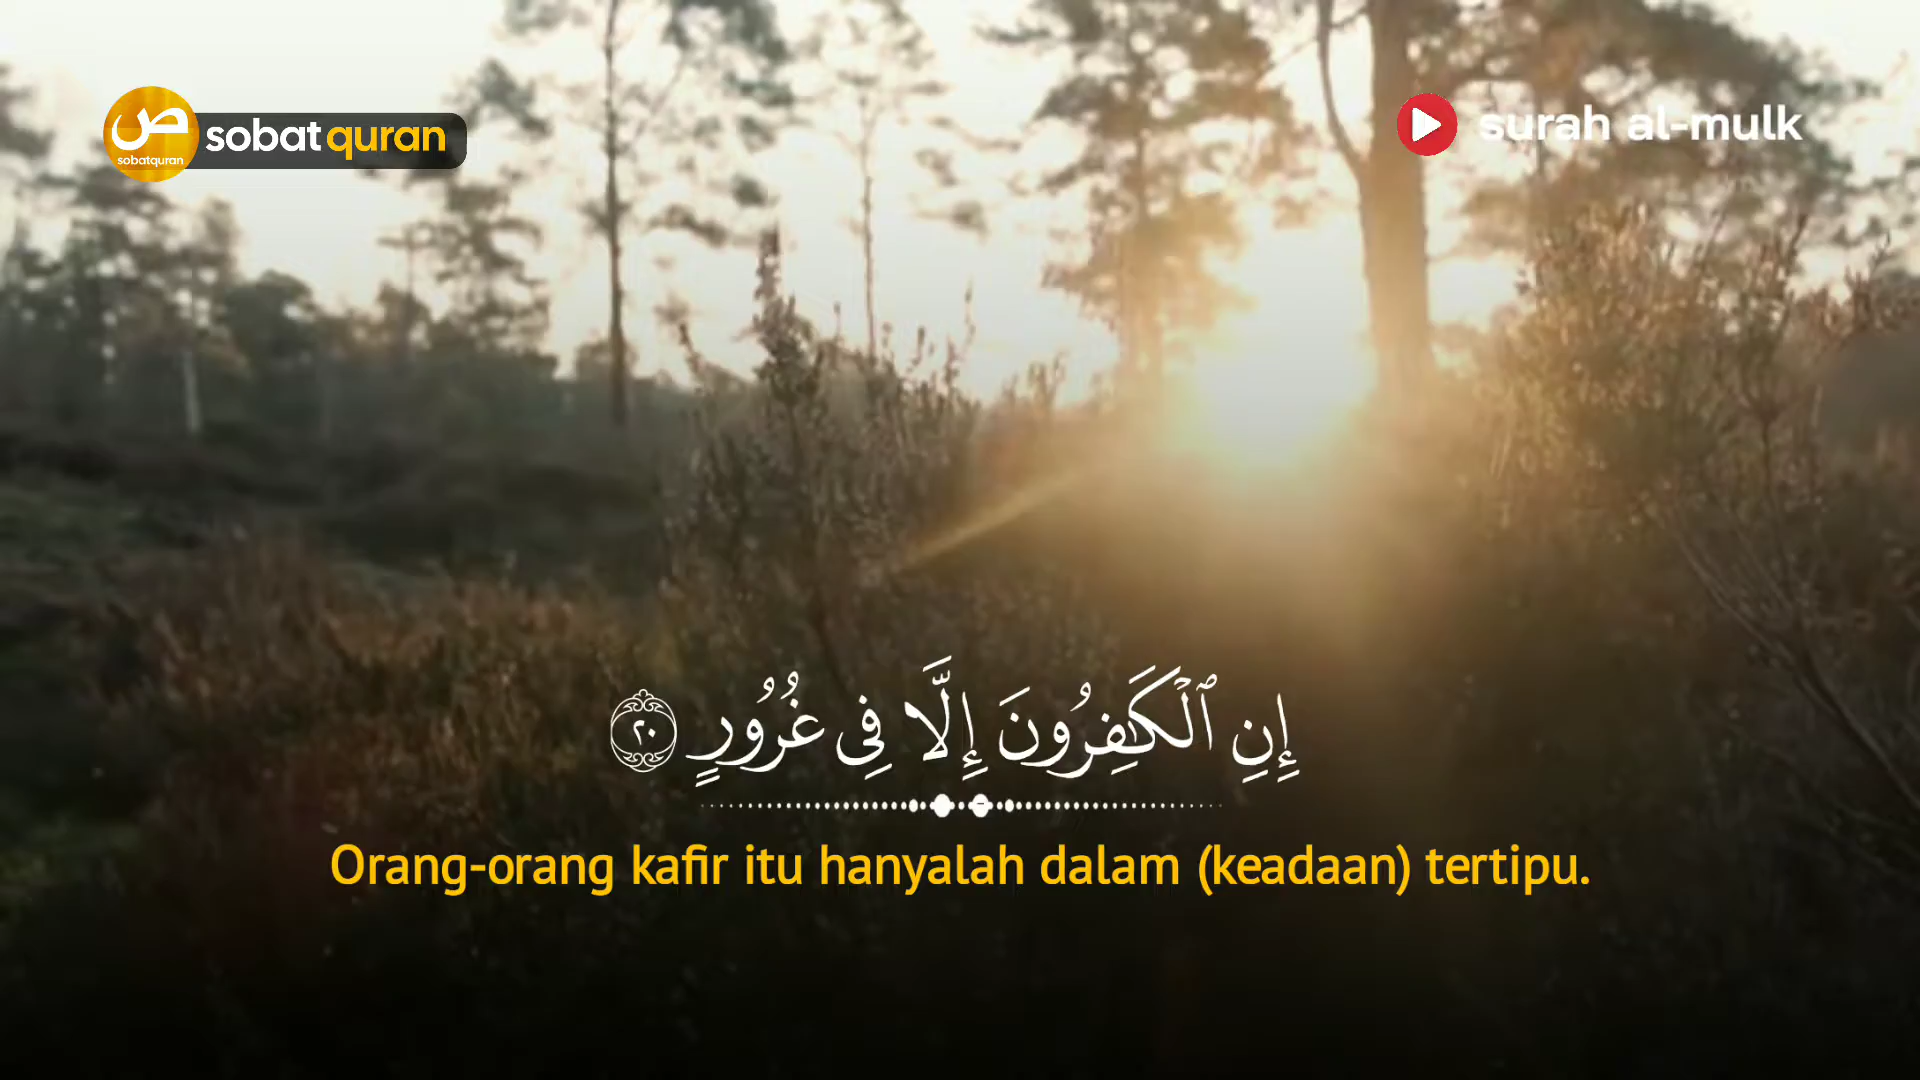 ص
sobatquran
sobat quran
surah al-mulk
إِنِ ٱلْكَـٰفِرُونَ إِلَّا فِى غُرُورٍ ٢٠
Orang-orang kafir itu hanyalah dalam (keadaan) tertipu.